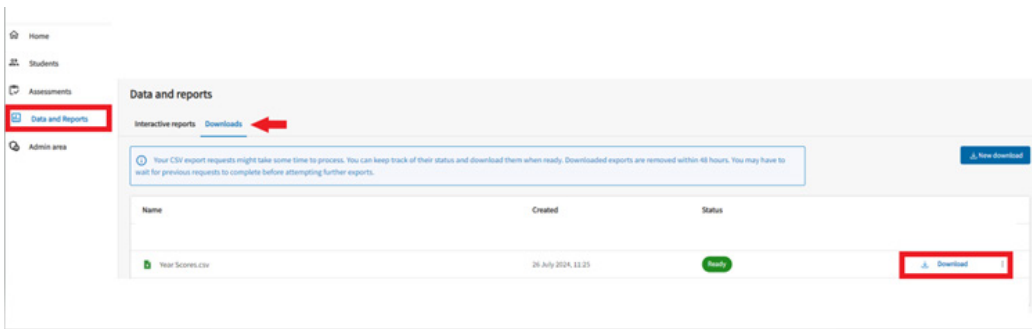 Home
Students
Assessments
Data and Reports
Admin area
Data and reports
Interactive reports Downloads
Your CSV export requests might take some time to process. You can keep track of their status and download them when ready. Downloaded exports are removed within 48 hours. You may have to
wait for previous requests to complete before attempting further exports.
New download
Name Created Status
Year Scores.csv 26 July 2024, 11:25 Ready Download